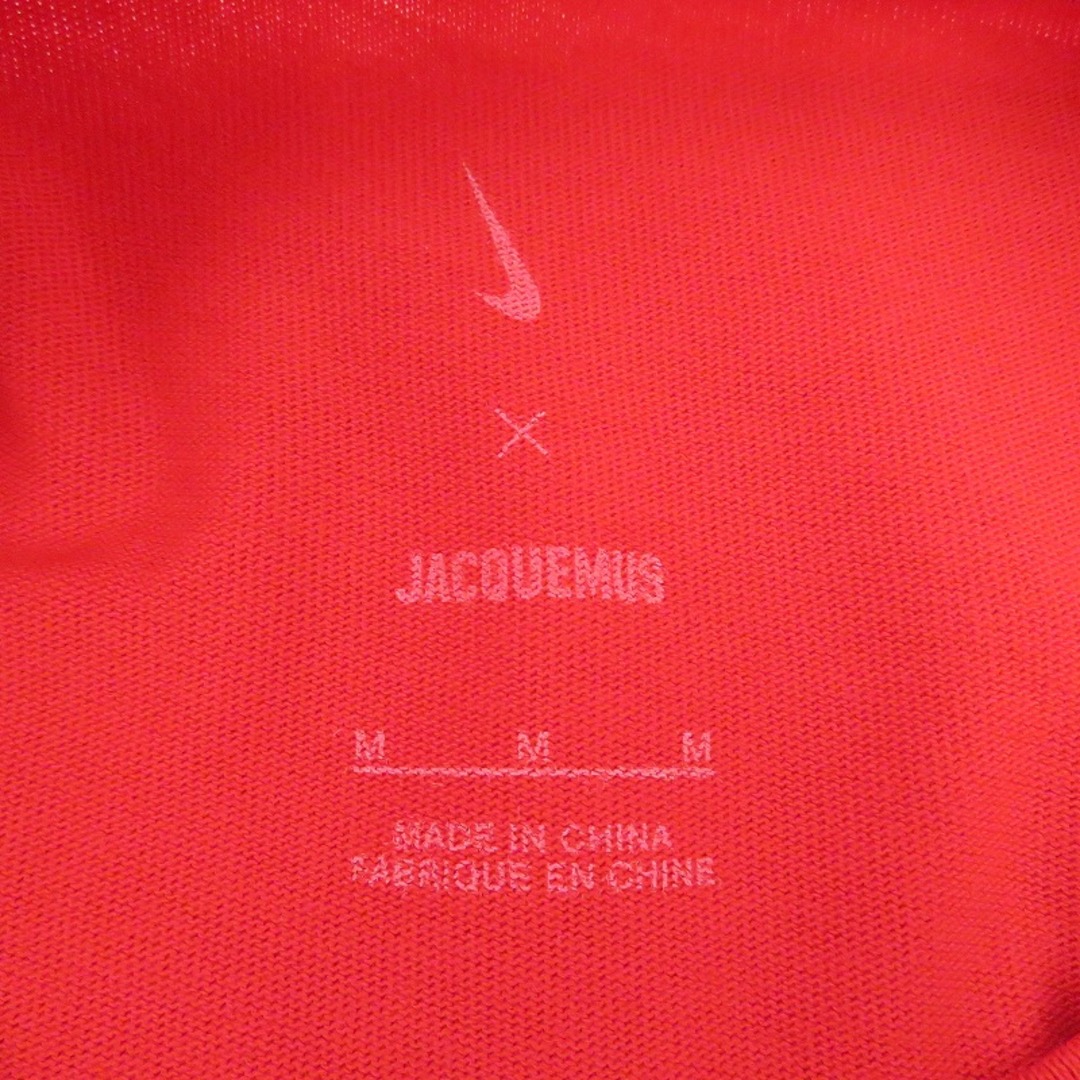 ×
JACQUEMUS
M M M
MADE IN CHINA
FABRIQUE EN CHINE